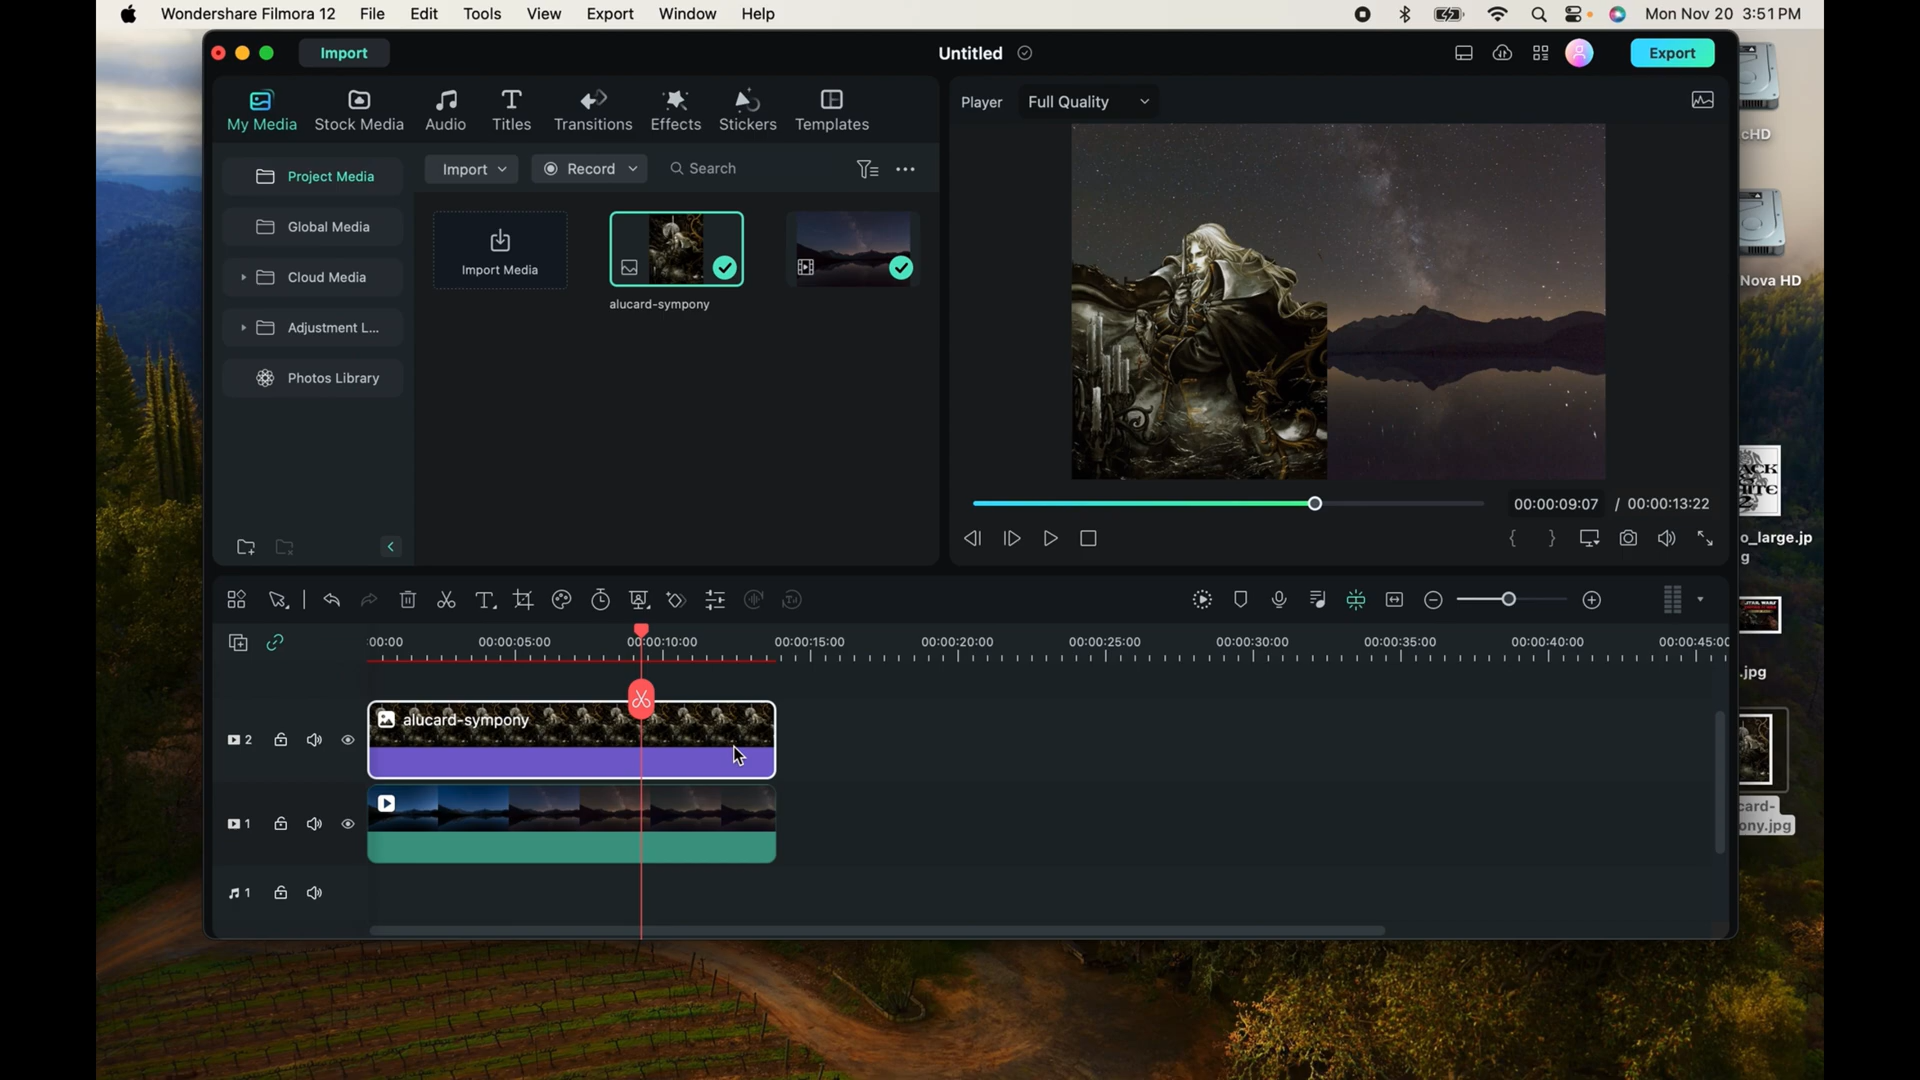 Wondershare Filmora 12 File Edit Tools View Export Window Help Mon Nov 20 3:51 PM
Import Untitled Export
My Media Stock Media Audio Titles Transitions Effects Stickers Templates
Player Full Quality
Project Media
Global Media
Cloud Media
Adjustment L...
Photos Library
Import Record Search
Import Media
alucard-sympony
00:00:09:07 / 00:00:13:22
{ }
:00:00 00:00:05:00 00:00:10:00 00:00:15:00 00:00:20:00 00:00:25:00 00:00:30:00 00:00:35:00 00:00:40:00 00:00:45:00
2
alucard-sympony
1
1
cHD
Nova HD
ACK
ITE
2
o_large.jp
g
.jpg
card-
ony.jpg